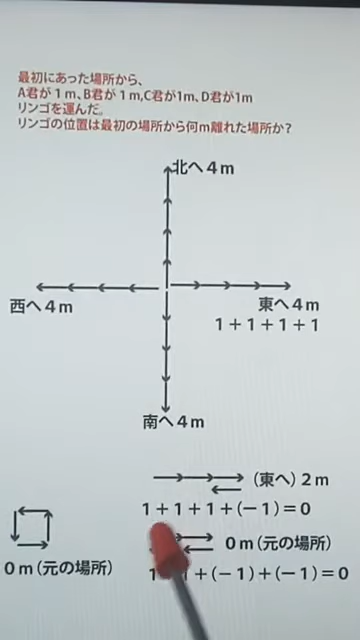 最初にあった場所から、
A君が１ｍ、B君が１ｍ,C君が1m、D君が1m
リンゴを運んだ。
リンゴの位置は最初の場所から何m離れた場所か？
北へ４ｍ
西へ４ｍ
東へ４ｍ
１＋１＋１＋１
南へ４ｍ
（東へ）２ｍ
１＋１＋１＋(－１)＝０
０ｍ（元の場所）
０ｍ（元の場所）
＋(－１)＋(－１)＝０